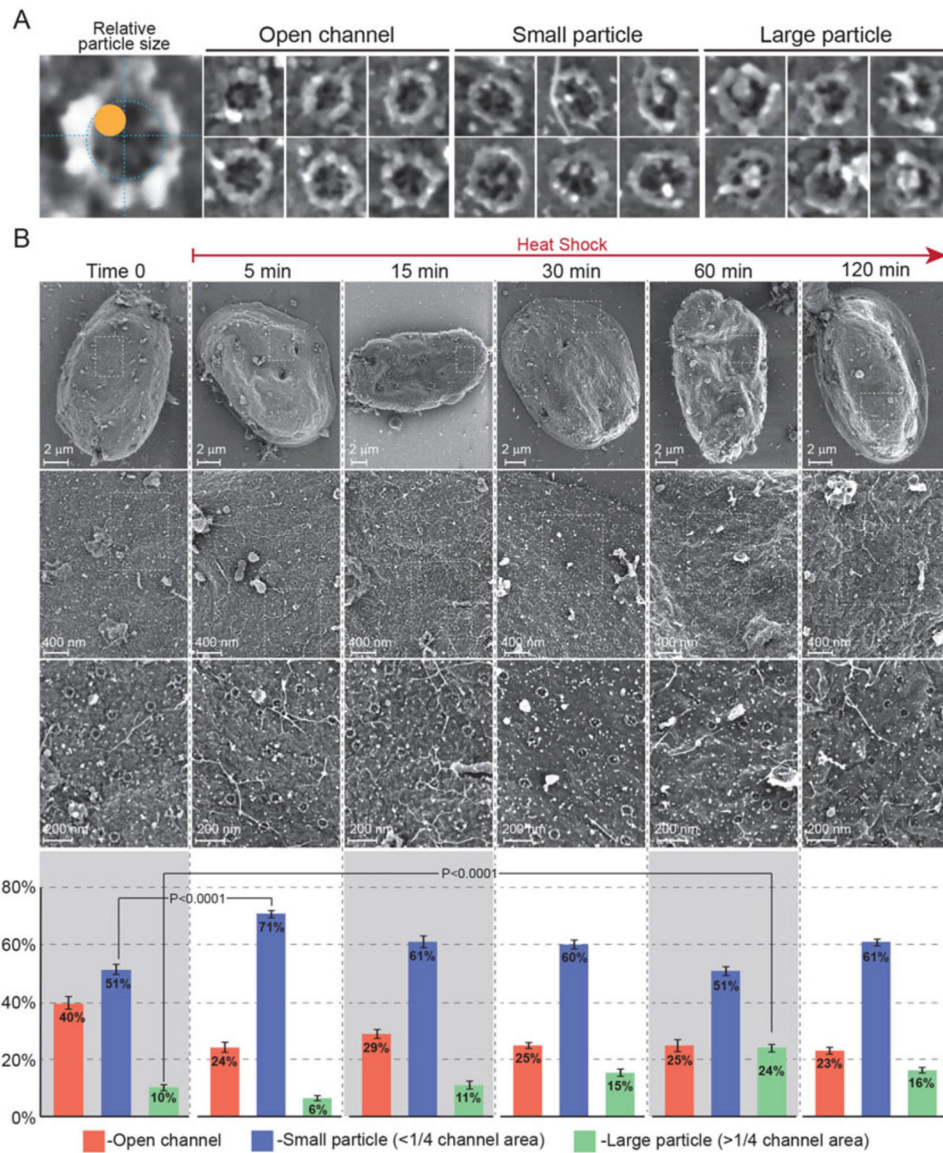 A
Relative
particle size
Open channel
Small particle
Large particle
B
Heat Shock
Time 0
5 min
15 min
30 min
60 min
120 min
2 µm
2 µm
2 µm
2 µm
2 µm
2 µm
400 nm
400 nm
400 nm
400 nm
400 nm
400 nm
200 nm
200 nm
200 nm
200 nm
200 nm
200 nm
80%
60%
40%
20%
0%
P<0.0001
P<0.0001
40%
51%
10%
24%
71%
6%
29%
61%
11%
25%
60%
15%
25%
51%
24%
23%
61%
16%
-Open channel
-Small particle (<1/4 channel area)
-Large particle (>1/4 channel area)